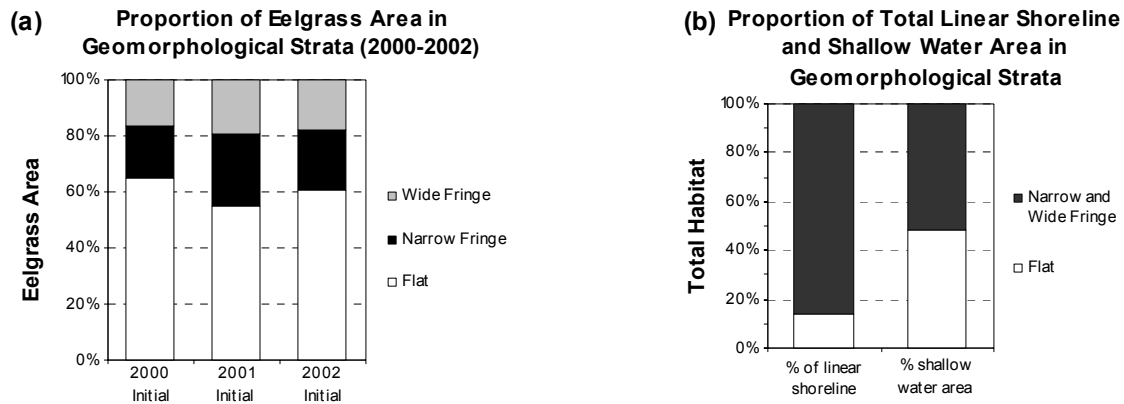 (a) Proportion of Eelgrass Area in
Geomorphological Strata (2000-2002)
100%
80%
60%
40%
20%
0%
Eelgrass Area
2000
Initial
2001
Initial
2002
Initial
Wide Fringe
Narrow Fringe
Flat
(b) Proportion of Total Linear Shoreline
and Shallow Water Area in
Geomorphological Strata
100%
80%
60%
40%
20%
0%
Total Habitat
% of linear
shoreline
% shallow
water area
Narrow and
Wide Fringe
Flat